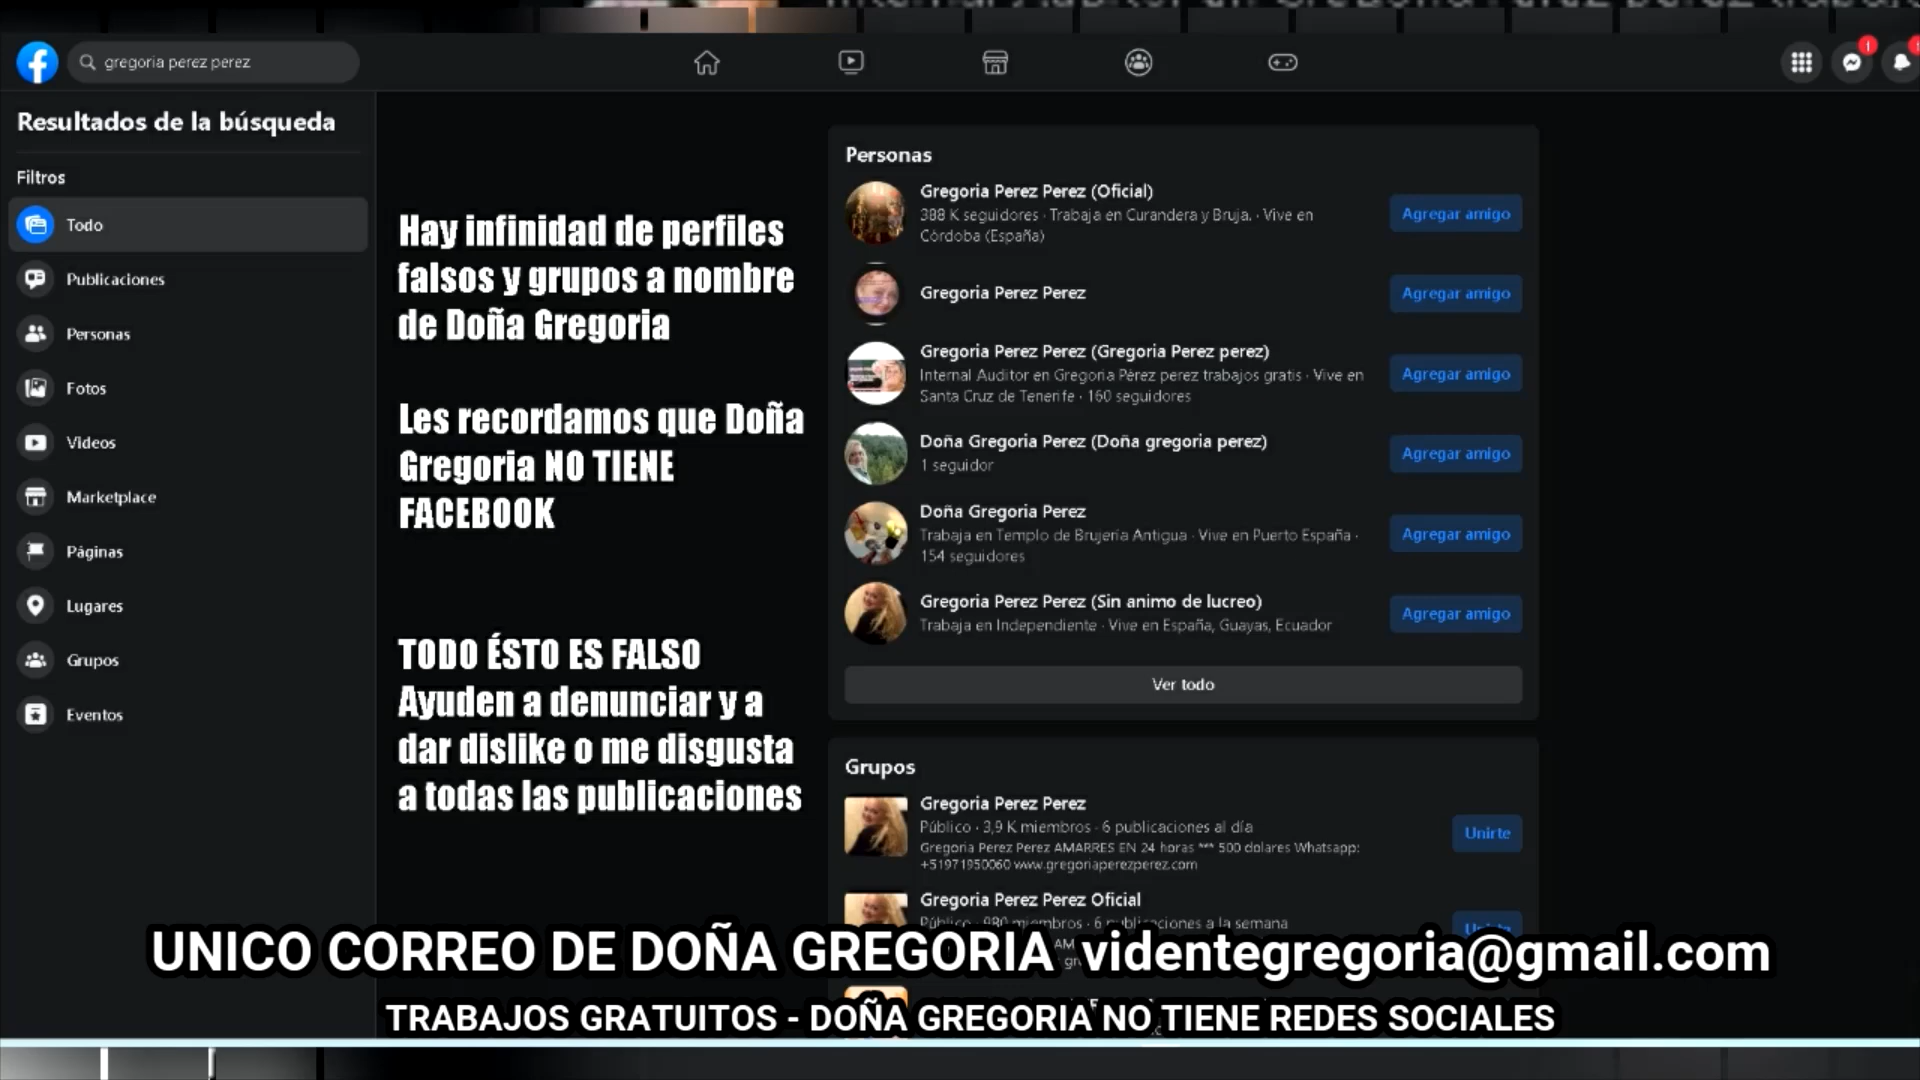 gregoria perez perez
Resultados de la búsqueda
Filtros
Todo
Publicaciones
Personas
Fotos
Videos
Marketplace
Páginas
Lugares
Grupos
Eventos
Hay infinidad de perfiles
falsos y grupos a nombre
de Doña Gregoria
Les recordamos que Doña
Gregoria NO TIENE
FACEBOOK
TODO ÉSTO ES FALSO
Ayuden a denunciar y a
dar dislike o me disgusta
a todas las publicaciones
Personas
Gregoria Perez Perez (Oficial)
388 K seguidores · Trabaja en Curandera y Bruja. · Vive en
Córdoba (España)
Agregar amigo
Gregoria Perez Perez
Agregar amigo
Gregoria Perez Perez (Gregoria Perez perez)
Internal Auditor en Gregoria Pérez perez trabajos gratis · Vive en
Santa Cruz de Tenerife · 160 seguidores
Agregar amigo
Doña Gregoria Perez (Doña gregoria perez)
1 seguidor
Agregar amigo
Doña Gregoria Perez
Trabaja en Templo de Brujería Antigua · Vive en Puerto España ·
154 seguidores
Agregar amigo
Gregoria Perez Perez (Sin animo de lucreo)
Trabaja en Independiente · Vive en España, Guayas, Ecuador
Agregar amigo
Ver todo
Grupos
Gregoria Perez Perez
Público · 3,9 K miembros · 6 publicaciones al día
Gregoria Perez Perez AMARRES EN 24 horas *** 500 dolares Whatsapp:
+51971950060 www.gregoriaperezperez.com
Unirte
Gregoria Perez Perez Oficial
Público · 980 miembros · 6 publicaciones a la semana
Unirte
UNICO CORREO DE DOÑA GREGORIA videntegregoria@gmail.com
TRABAJOS GRATUITOS - DOÑA GREGORIA NO TIENE REDES SOCIALES